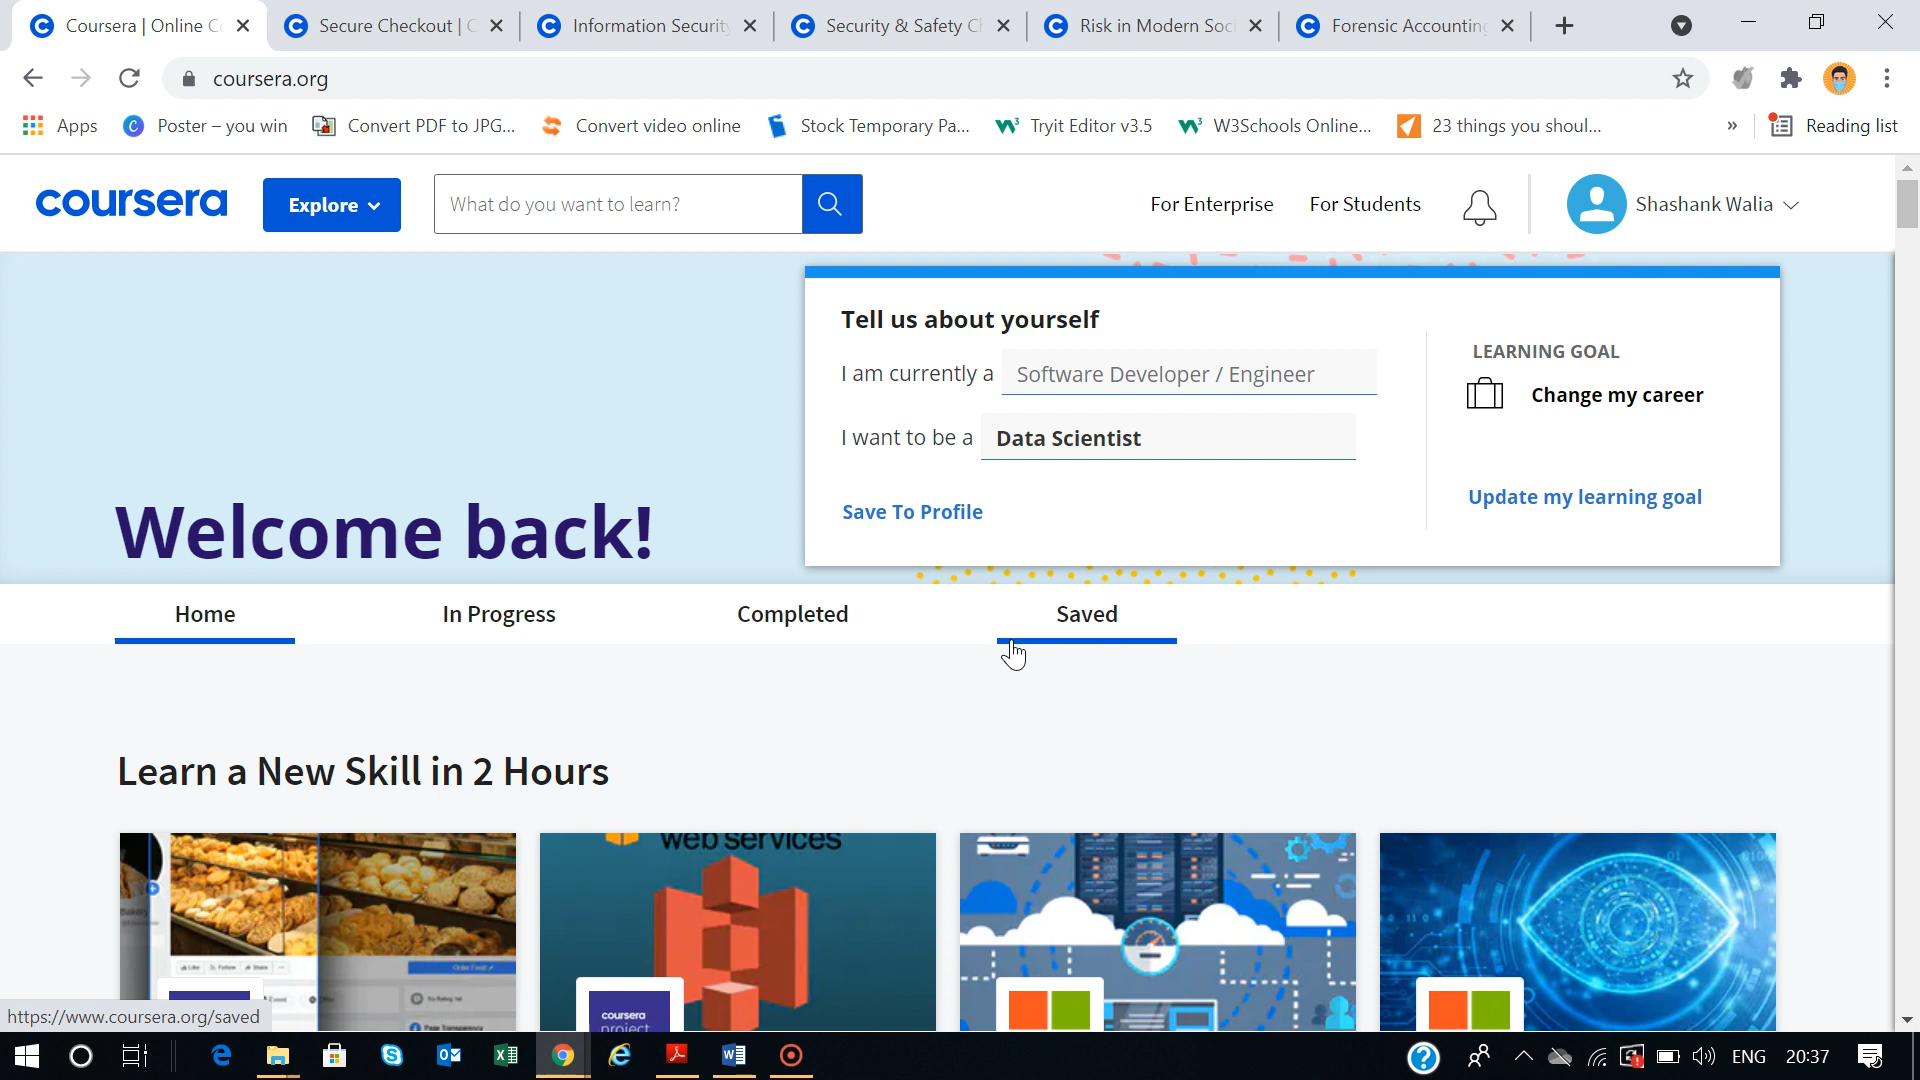 Coursera | Online C
Secure Checkout | C
Information Security
Security & Safety Ch
Risk in Modern Soci
Forensic Accounting
coursera.org
Apps
Poster – you win
Convert PDF to JPG...
Convert video online
Stock Temporary Pa...
Tryit Editor v3.5
W3Schools Online...
23 things you shoul...
»
Reading list
coursera
Explore
What do you want to learn?
For Enterprise
For Students
Shashank Walia
Tell us about yourself
I am currently a Software Developer / Engineer
I want to be a Data Scientist
Save To Profile
LEARNING GOAL
Change my career
Update my learning goal
Welcome back!
Home
In Progress
Completed
Saved
Learn a New Skill in 2 Hours
web services
coursera
project
https://www.coursera.org/saved
ENG
20:37